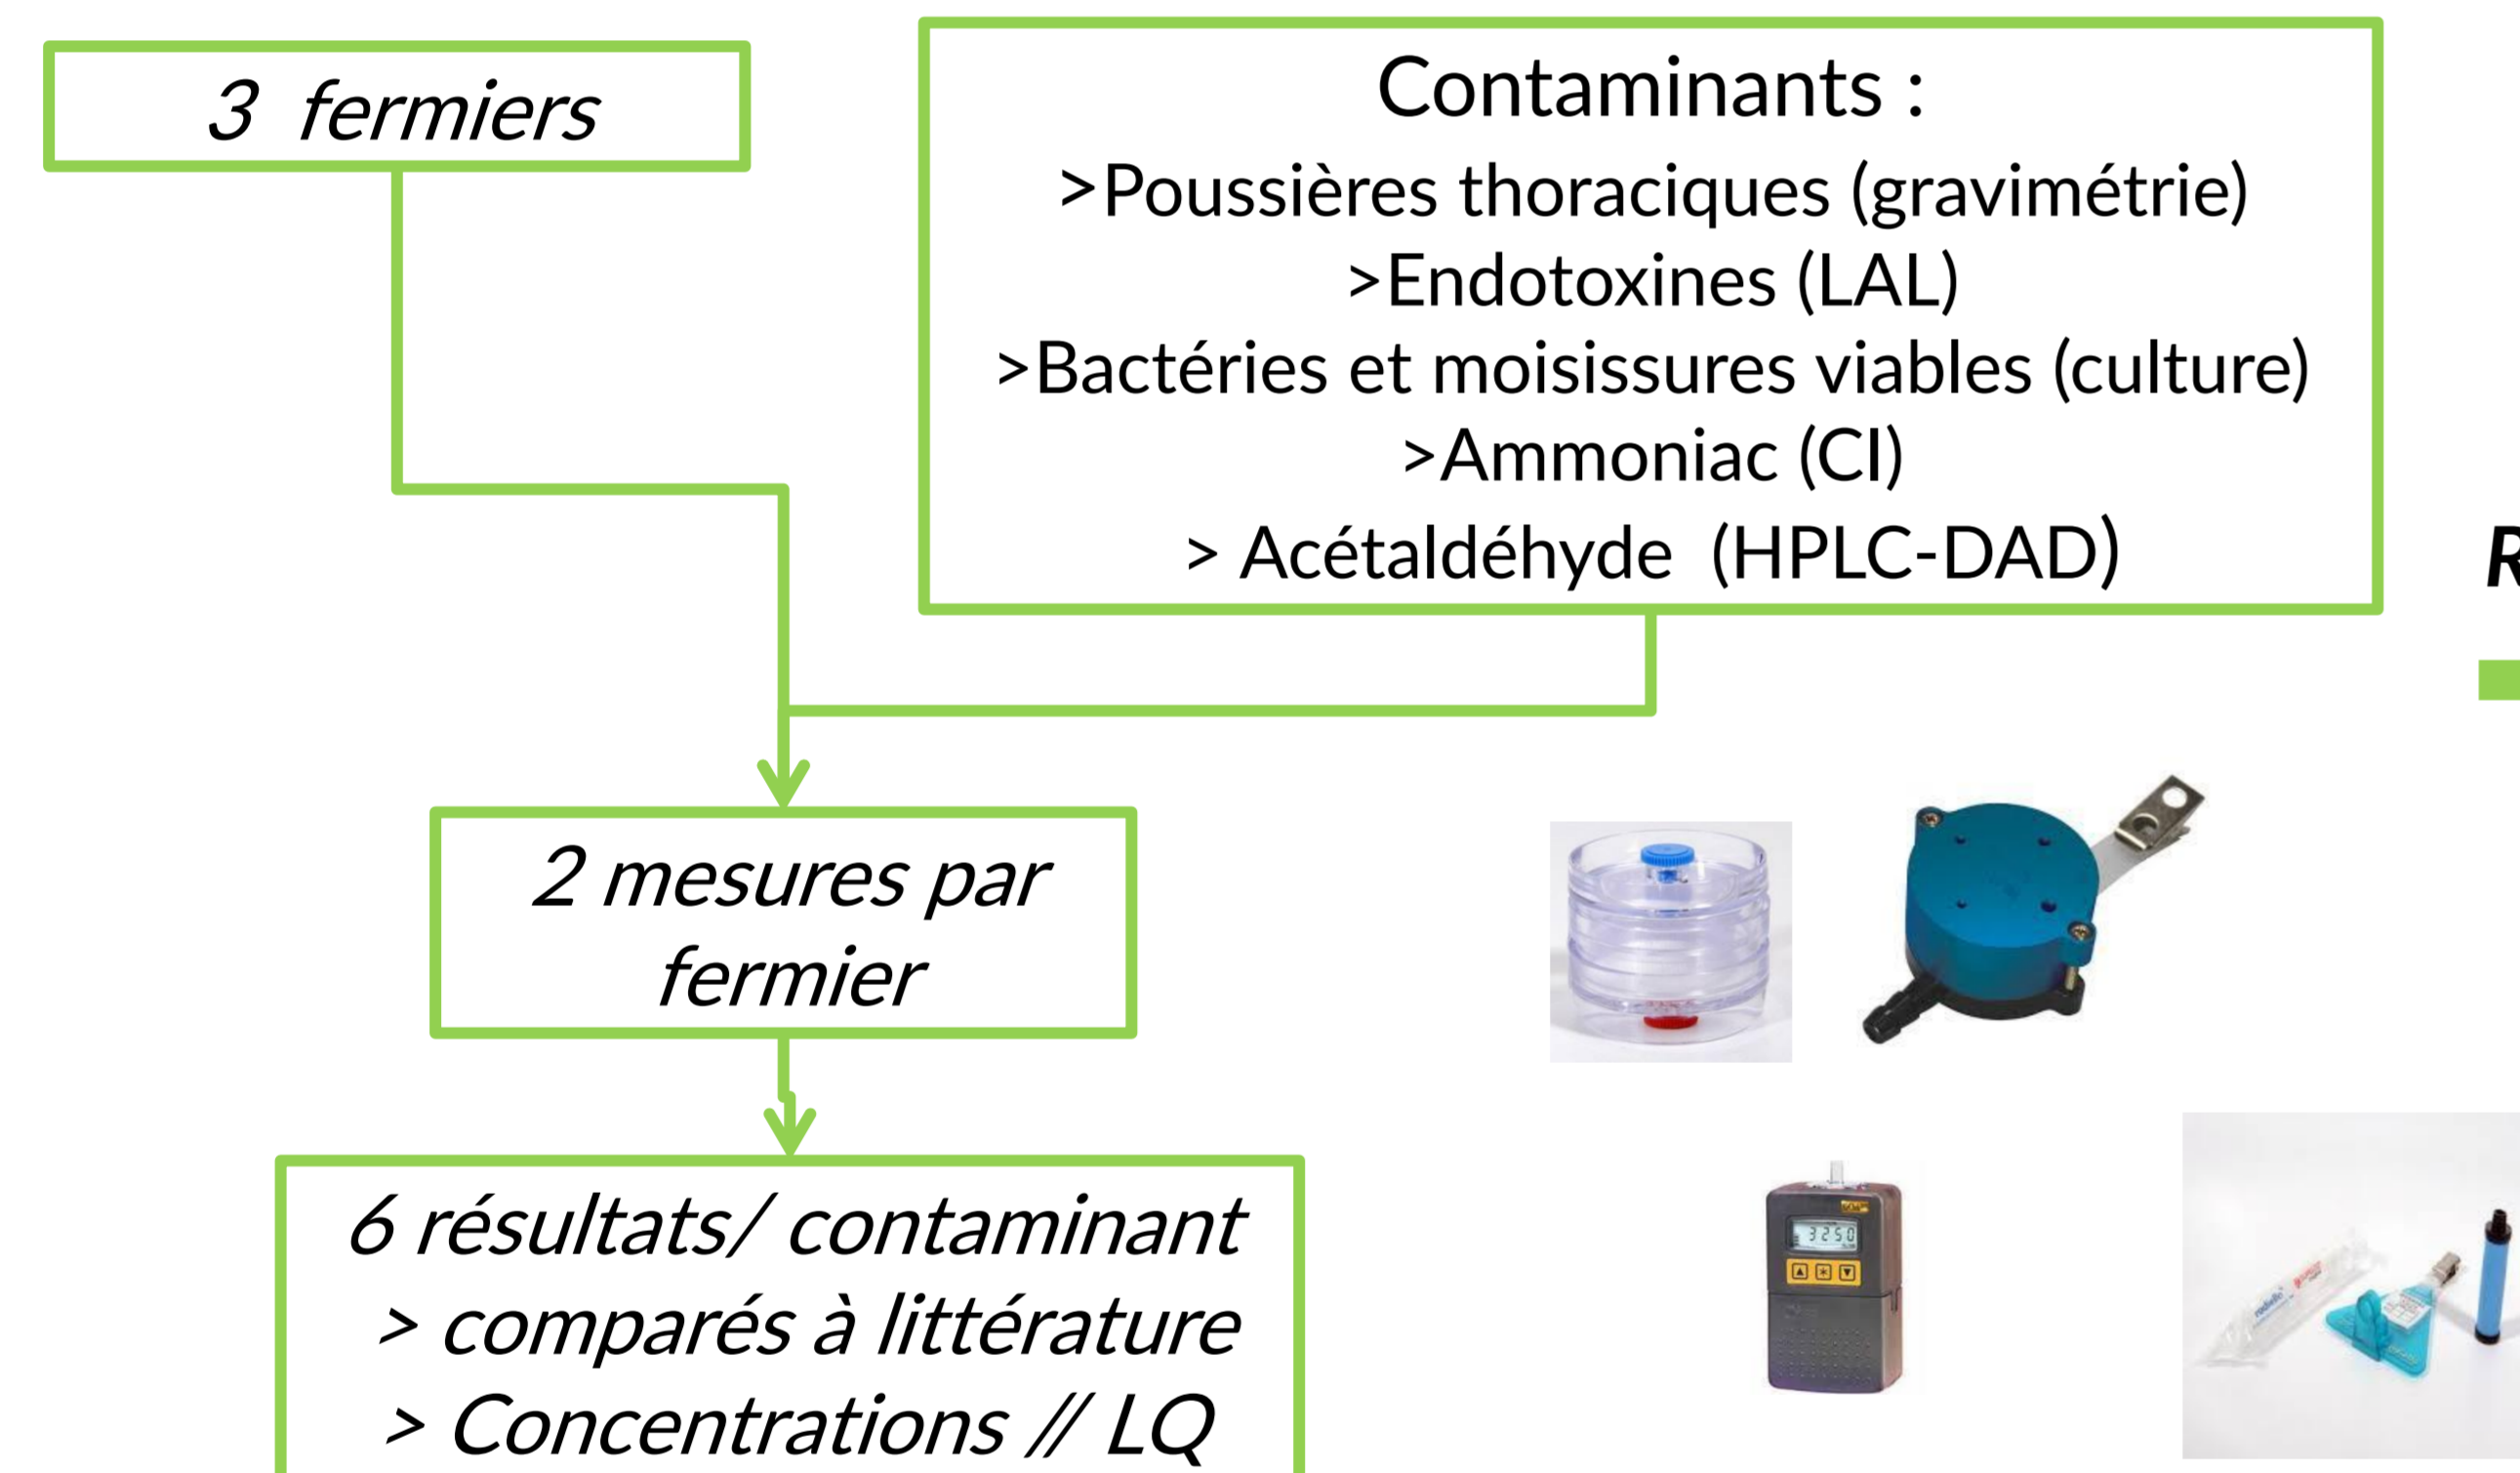 3 fermiers
Contaminants :
>Poussières thoraciques (gravimétrie)
>Endotoxines (LAL)
>Bactéries et moisissures viables (culture)
>Ammoniac (CI)
> Acétaldéhyde (HPLC-DAD)
R
2 mesures par
fermier
6 résultats/ contaminant
> comparés à littérature
> Concentrations // LQ
3250